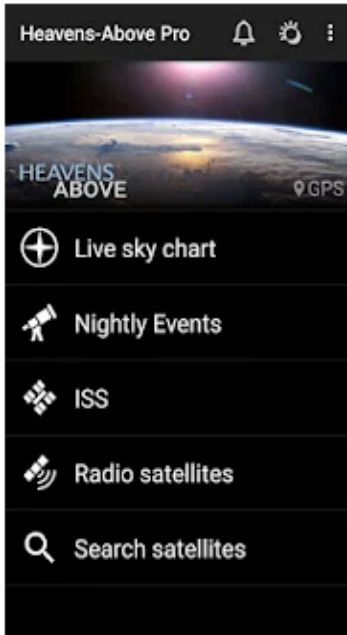 Heavens-Above Pro
HEAVENS
ABOVE
GPS
Live sky chart
Nightly Events
ISS
Radio satellites
Search satellites